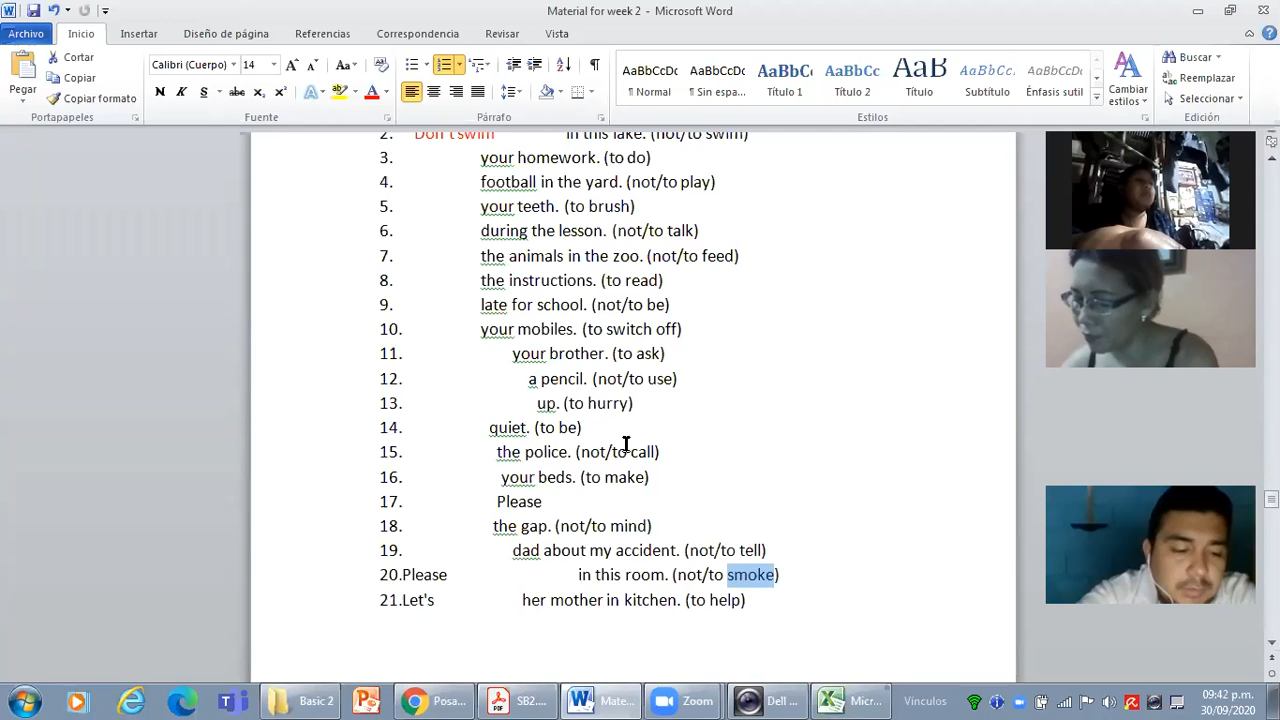 Material for week 2 - Microsoft Word
Archivo Inicio Insertar Diseño de página Referencias Correspondencia Revisar Vista
Pegar
Cortar
Copiar
Copiar formato
Portapapeles
Calibri (Cuerpo) 14
Fuente
Párrafo
AaBbCcDc AaBbCcDc AaBbCc AaBbCc AaB AaBbCcL AaBbCcDc
¶ Normal ¶ Sin espa... Título 1 Título 2 Título Subtítulo Énfasis sutil
Cambiar estilos
Estilos
Buscar
Reemplazar
Seleccionar
Edición
2. Don't swim in this lake. (not/to swim)
3. your homework. (to do)
4. football in the yard. (not/to play)
5. your teeth. (to brush)
6. during the lesson. (not/to talk)
7. the animals in the zoo. (not/to feed)
8. the instructions. (to read)
9. late for school. (not/to be)
10. your mobiles. (to switch off)
11. your brother. (to ask)
12. a pencil. (not/to use)
13. up. (to hurry)
14. quiet. (to be)
15. the police. (not/to call)
16. your beds. (to make)
17. Please
18. the gap. (not/to mind)
19. dad about my accident. (not/to tell)
20.Please in this room. (not/to smoke)
21.Let's her mother in kitchen. (to help)
Basic 2 Posa... SB2.... Mate... Zoom Dell ... Micr... Vínculos
09:42 p.m.
30/09/2020